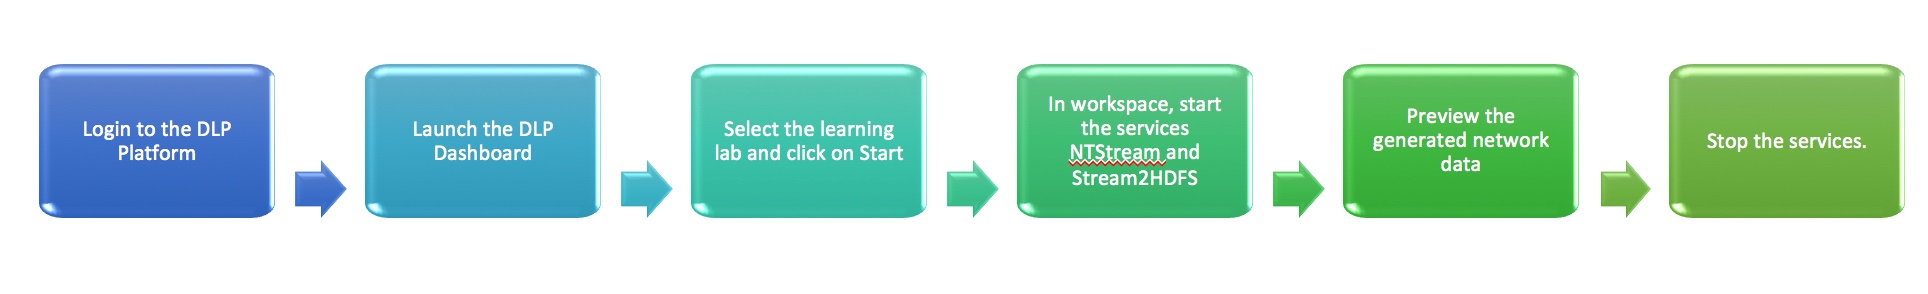 Login to the DLP
Platform
Launch the DLP
Dashboard
Select the learning
lab and click on Start
In workspace, start
the services
NTStream and
Stream2HDFS
Preview the
generated network
data
Stop the services.